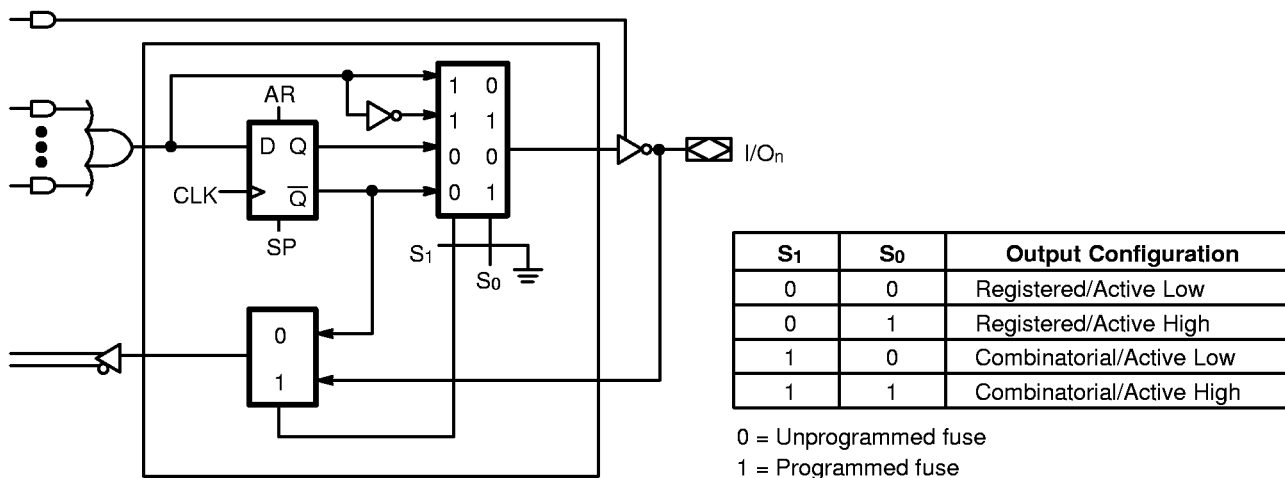 AR
1 0
1 1
D Q
0 0
I/On
CLK
Q
0 1
SP
S1
S0
0
1
S1 S0 Output Configuration
0 0 Registered/Active Low
0 1 Registered/Active High
1 0 Combinatorial/Active Low
1 1 Combinatorial/Active High
0 = Unprogrammed fuse
1 = Programmed fuse